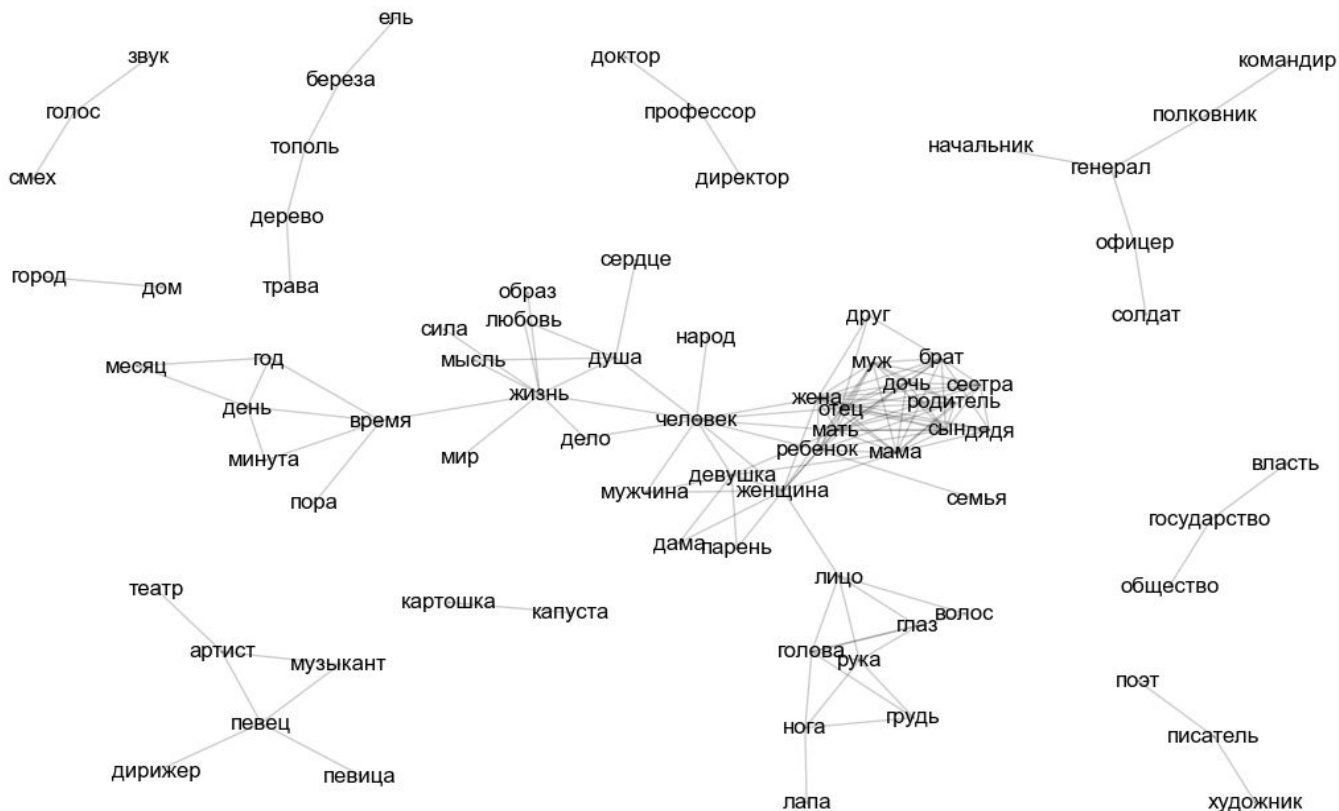 ель
звук
доктор
командир
береза
голос
профессор
полковник
тополь
начальник
генерал
смех
директор
дерево
офицер
сердце
город
дом
трава
образ
солдат
друг
любовь
сила
народ
месяц
год
мысль
душа
муж
брат
дочь
сестра
жизнь
жена
родитель
отец
день
время
человек
мать
сын
дядя
дело
ребенок
мама
минута
мир
власть
девушка
пора
мужчина
женщина
семья
государство
дама
парень
лицо
общество
театр
картошка
капуста
волос
глаз
артист
музыкант
голова
рука
поэт
певец
нога
грудь
писатель
дирижер
певица
лапа
художник